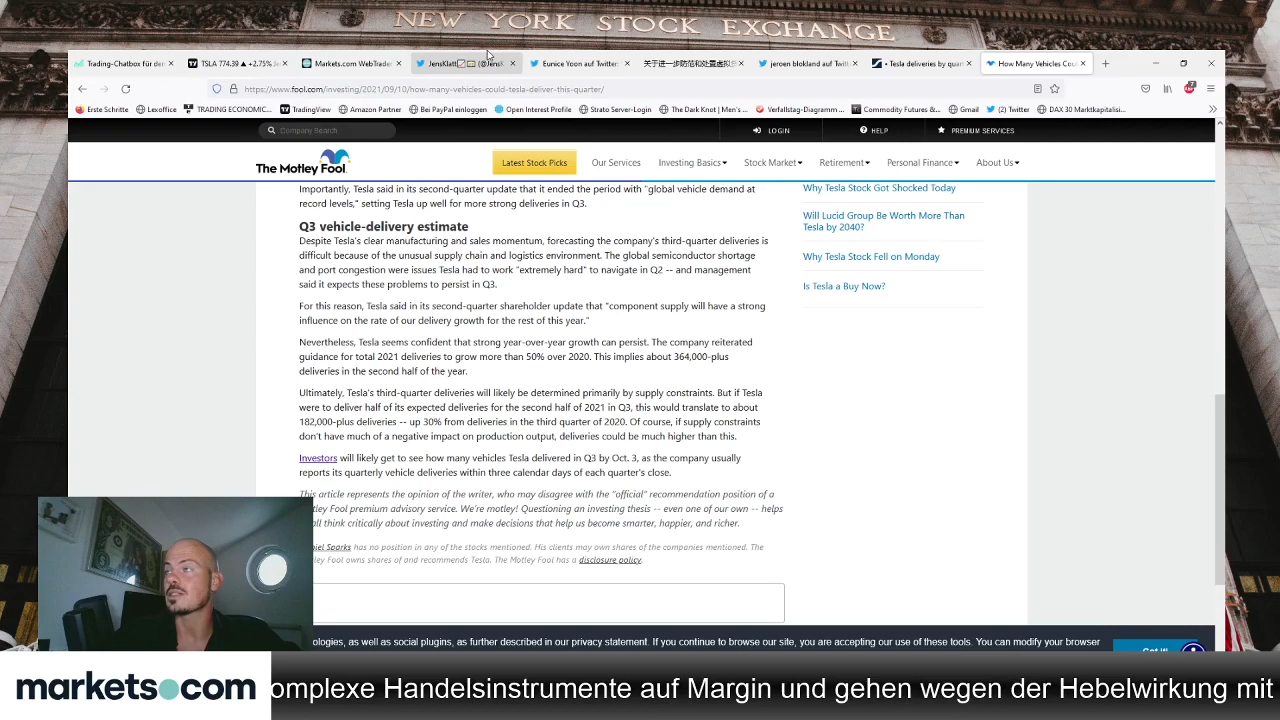 NEW YORK STOCK EXCHANGE
Trading-Chatbox für den
TSLA 774.39 ▲ +2.75%
Markets.com WebTrader
JensKlatt
Eunice Yoon auf Twitter:
关于进一步防范和处置虚拟
jeroen blokland auf Twitt
• Tesla deliveries by quar
How Many Vehicles Cou
https://www.fool.com/investing/2021/09/10/how-many-vehicles-could-tesla-deliver-this-quarter/
Erste Schritte
Lexoffice
TRADING ECONOMIC...
TradingView
Amazon Partner
Bei PayPal einloggen
Open Interest Profile
Strato Server-Login
The Dark Knot | Men's ...
Verfallstag-Diagramm ...
Commodity Futures &...
Gmail
(2) Twitter
DAX 30 Marktkapitalisi...
Company Search
LOGIN
HELP
PREMIUM SERVICES
The Motley Fool.
Latest Stock Picks
Our Services
Investing Basics
Stock Market
Retirement
Personal Finance
About Us
Importantly, Tesla said in its second-quarter update that it ended the period with "global vehicle demand at
record levels," setting Tesla up well for more strong deliveries in Q3.
Q3 vehicle-delivery estimate
Despite Tesla's clear manufacturing and sales momentum, forecasting the company's third-quarter deliveries is
difficult because of the unusual supply chain and logistics environment. The global semiconductor shortage
and port congestion were issues Tesla had to work "extremely hard" to navigate in Q2 -- and management
said it expects these problems to persist in Q3.
For this reason, Tesla said in its second-quarter shareholder update that "component supply will have a strong
influence on the rate of our delivery growth for the rest of this year."
Nevertheless, Tesla seems confident that strong year-over-year growth can persist. The company reiterated
guidance for total 2021 deliveries to grow more than 50% over 2020. This implies about 364,000-plus
deliveries in the second half of the year.
Ultimately, Tesla's third-quarter deliveries will likely be determined primarily by supply constraints. But if Tesla
were to deliver half of its expected deliveries for the second half of 2021 in Q3, this would translate to about
182,000-plus deliveries -- up 30% from deliveries in the third quarter of 2020. Of course, if supply constraints
don't have much of a negative impact on production output, deliveries could be much higher than this.
Investors will likely get to see how many vehicles Tesla delivered in Q3 by Oct. 3, as the company usually
reports its quarterly vehicle deliveries within three calendar days of each quarter's close.
This article represents the opinion of the writer, who may disagree with the "official" recommendation position of a
tley Fool premium advisory service. We're motley! Questioning an investing thesis -- even one of our own -- helps
all think critically about investing and make decisions that help us become smarter, happier, and richer.
iel Sparks has no position in any of the stocks mentioned. His clients may own shares of the companies mentioned. The
tley Fool owns shares of and recommends Tesla. The Motley Fool has a disclosure policy.
Why Tesla Stock Got Shocked Today
Will Lucid Group Be Worth More Than
Tesla by 2040?
Why Tesla Stock Fell on Monday
Is Tesla a Buy Now?
ologies, as well as social plugins, as further described in our privacy statement. If you continue to browse our site, you are accepting our use of these tools. You can modify your browser
Got it!
markets.com
omplexe Handelsinstrumente auf Margin und gehen wegen der Hebelwirkung mit